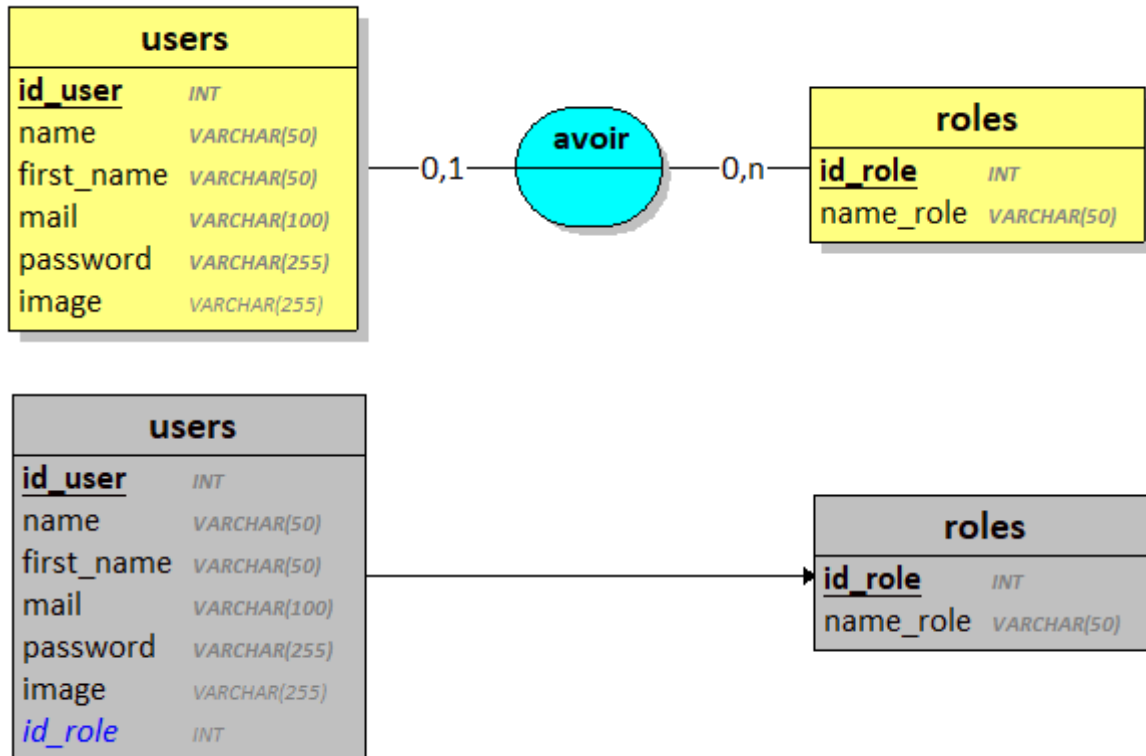 users
id_user INT
name VARCHAR(50)
first_name VARCHAR(50)
mail VARCHAR(100)
password VARCHAR(255)
image VARCHAR(255)
0,1
avoir
0,n
roles
id_role INT
name_role VARCHAR(50)
users
id_user INT
name VARCHAR(50)
first_name VARCHAR(50)
mail VARCHAR(100)
password VARCHAR(255)
image VARCHAR(255)
id_role INT
roles
id_role INT
name_role VARCHAR(50)